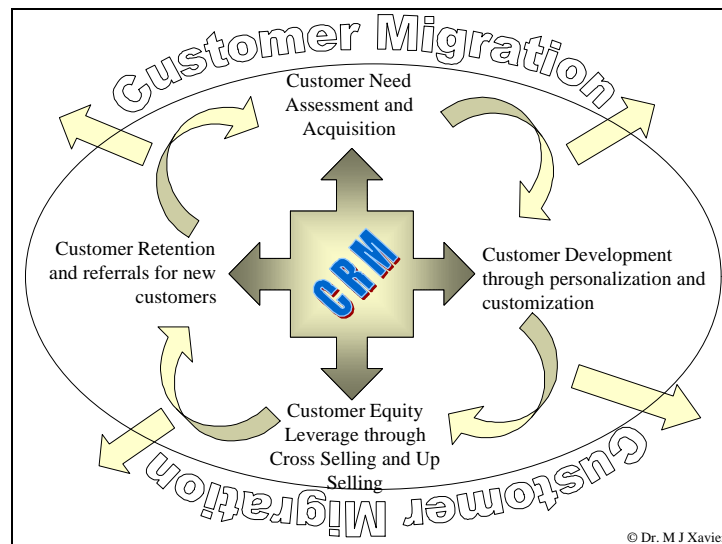 Customer Migration
Customer Need
Assessment and
Acquisition
Customer Retention
and referrals for new
customers
CRM
Customer Development
through personalization and
customization
Customer Equity
Leverage through
Cross Selling and Up
Selling
Customer Migration
© Dr. M J Xavie